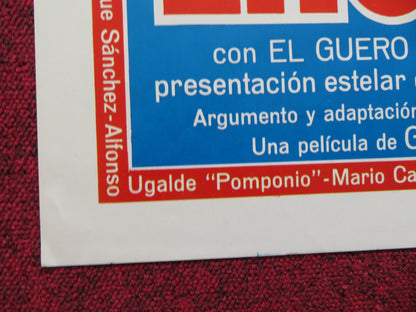 con EL GUERO
presentación estelar
Argumento y adaptación
Una película de G
que Sánchez-Alfonso
Ugalde "Pomponio"-Mario Ca